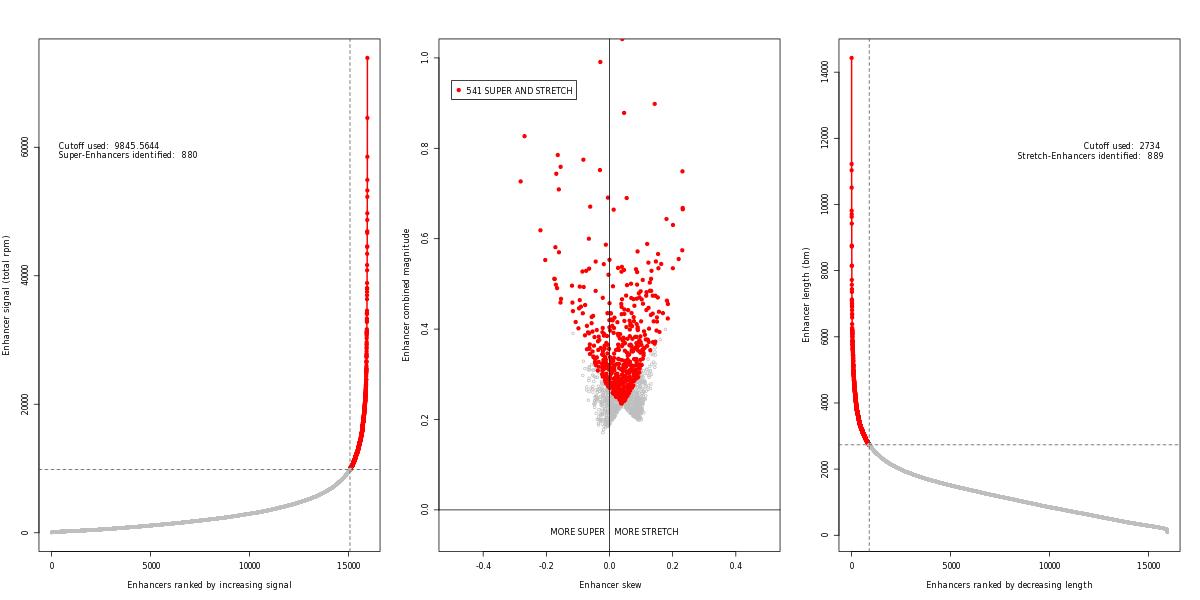 Cutoff used: 9845.5644
Super-Enhancers identified: 880
Enhancer signal (total rpm)
0
20000
40000
60000
0
5000
10000
15000
Enhancers ranked by increasing signal
541 SUPER AND STRETCH
Enhancer combined magnitude
0.0
0.2
0.4
0.6
0.8
1.0
MORE SUPER
MORE STRETCH
-0.4
-0.2
0.0
0.2
0.4
Enhancer skew
Cutoff used: 2734
Stretch-Enhancers identified: 889
Enhancer length (bm)
0
2000
4000
6000
8000
10000
12000
14000
0
5000
10000
15000
Enhancers ranked by decreasing length